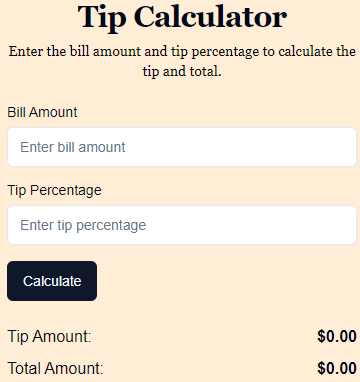 Tip Calculator
Enter the bill amount and tip percentage to calculate the
tip and total.
Bill Amount
Enter bill amount
Tip Percentage
Enter tip percentage
Calculate
Tip Amount: $0.00
Total Amount: $0.00